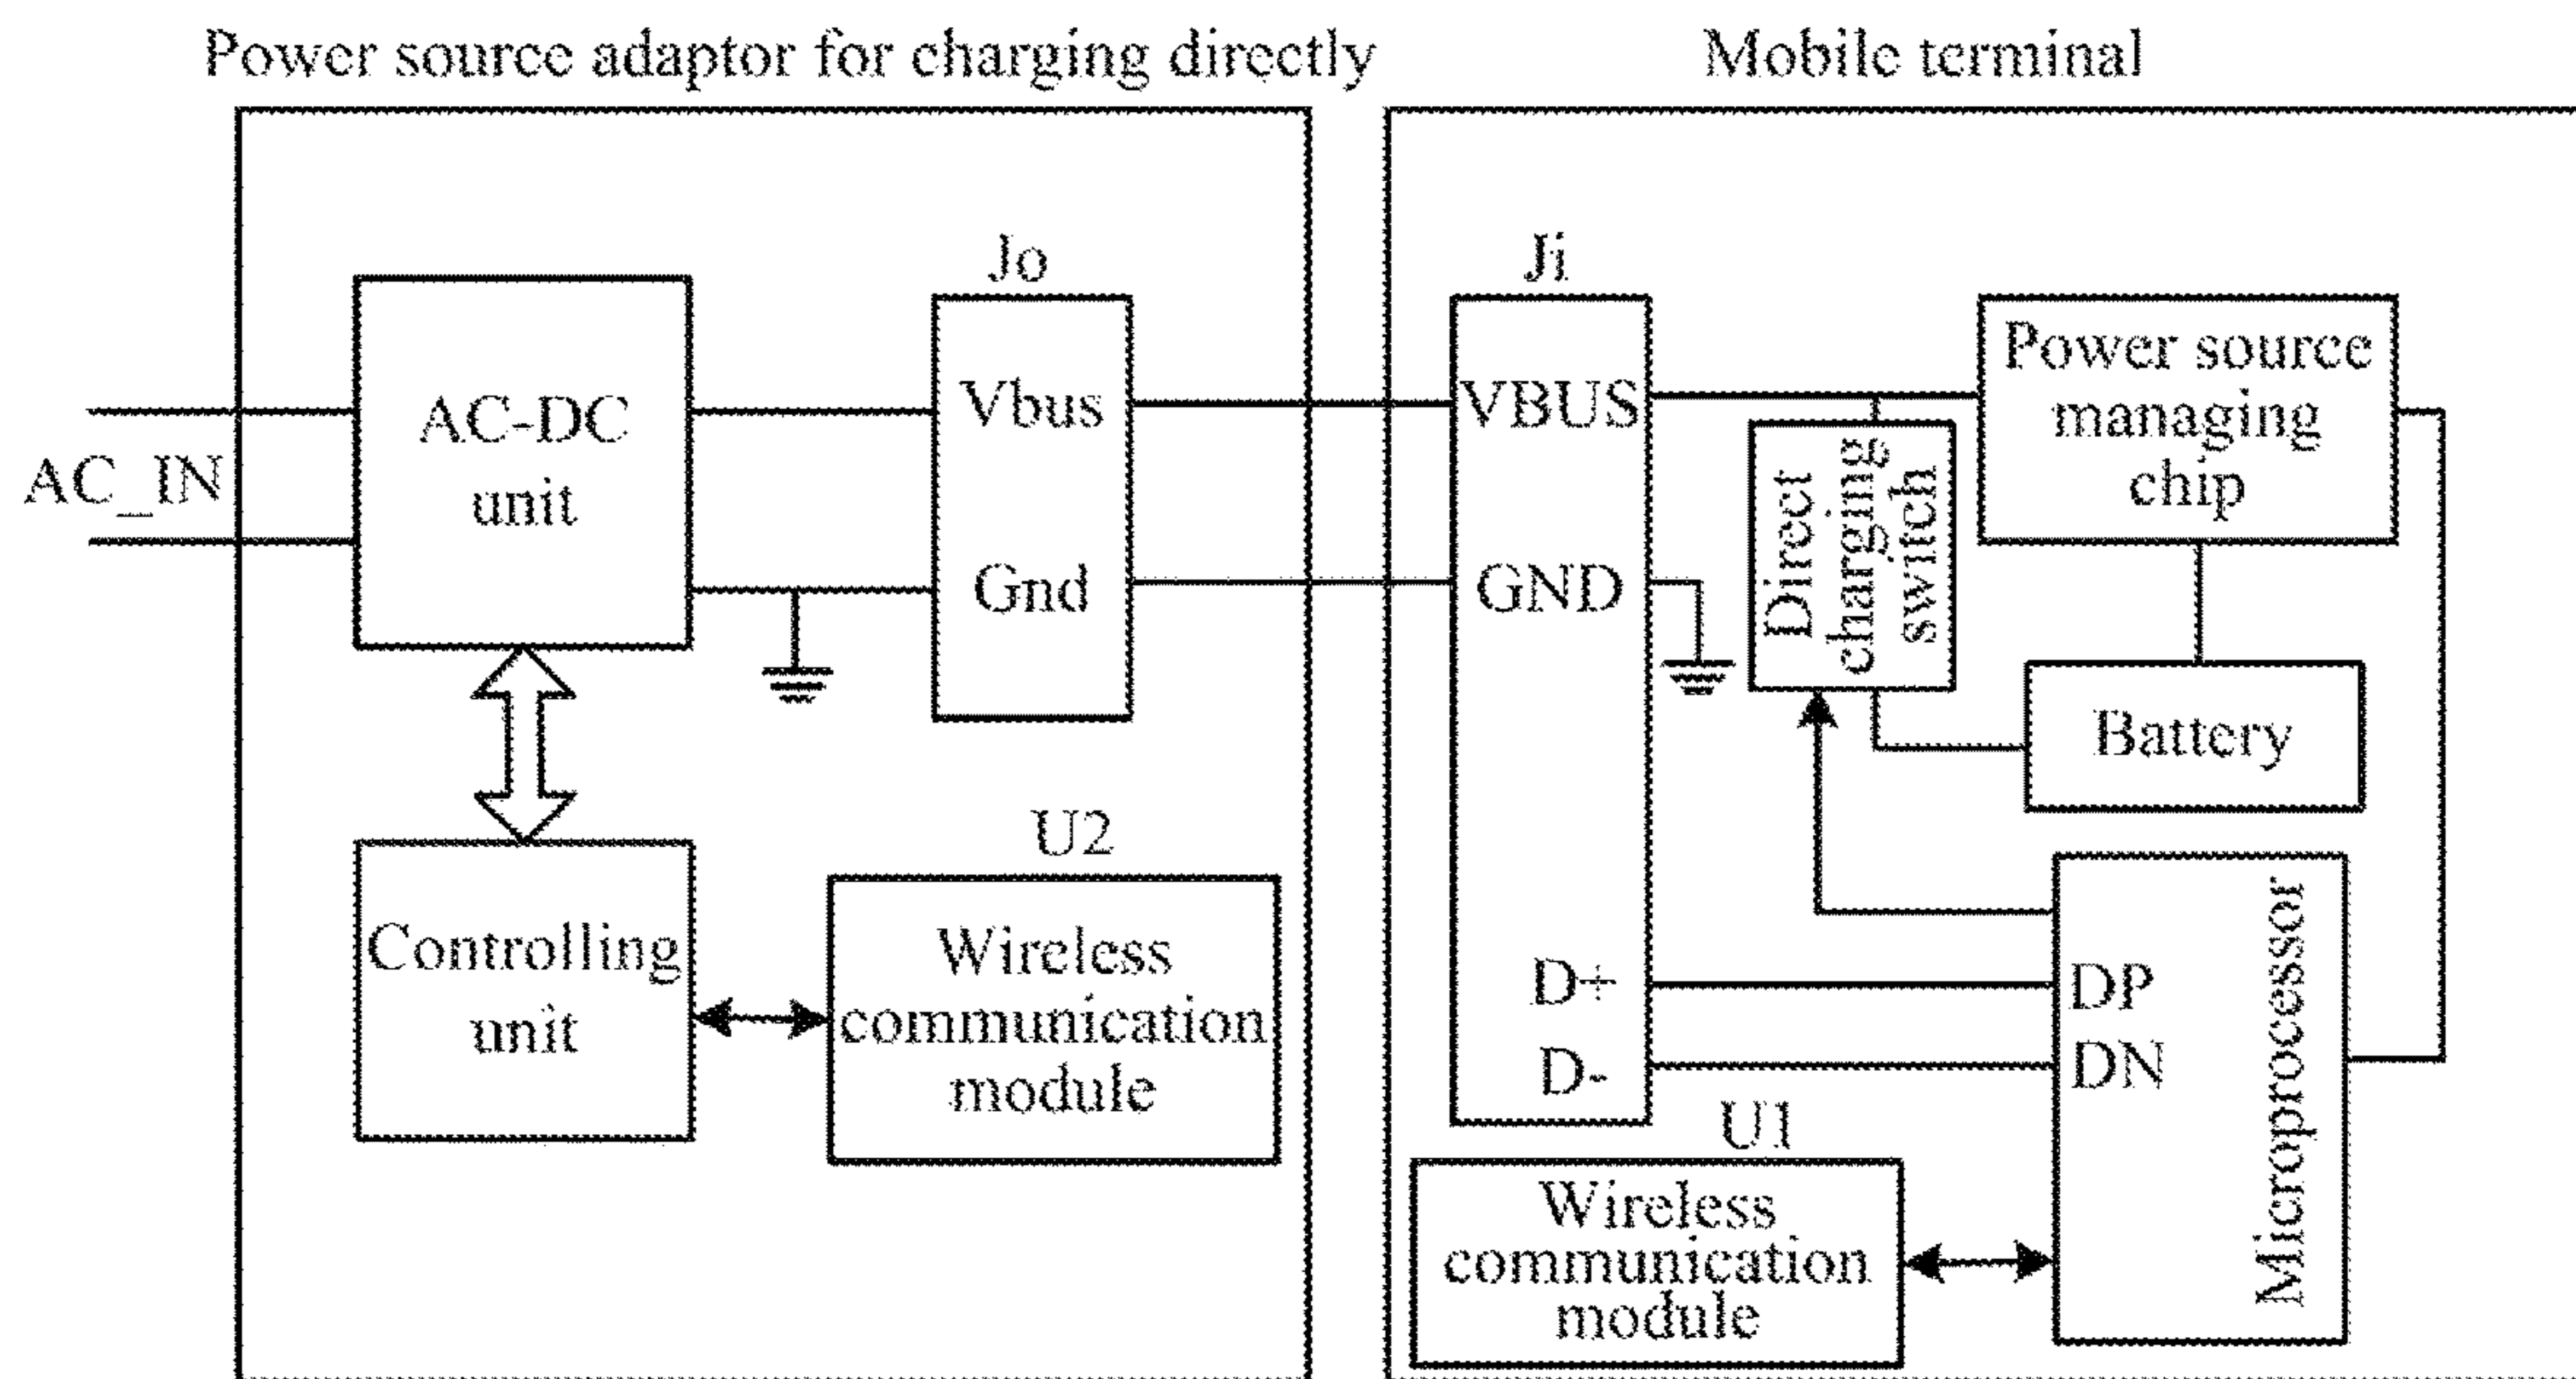 Power source adaptor for charging directly
Mobile terminal
AC_IN
AC-DC
unit
Jo
Vbus
Gnd
Controlling
unit
U2
Wireless
communication
module
Ji
VBUS
GND
D+
D-
Direct
charging
switch
Power source
managing
chip
Battery
DP
DN
Microprocessor
U1
Wireless
communication
module